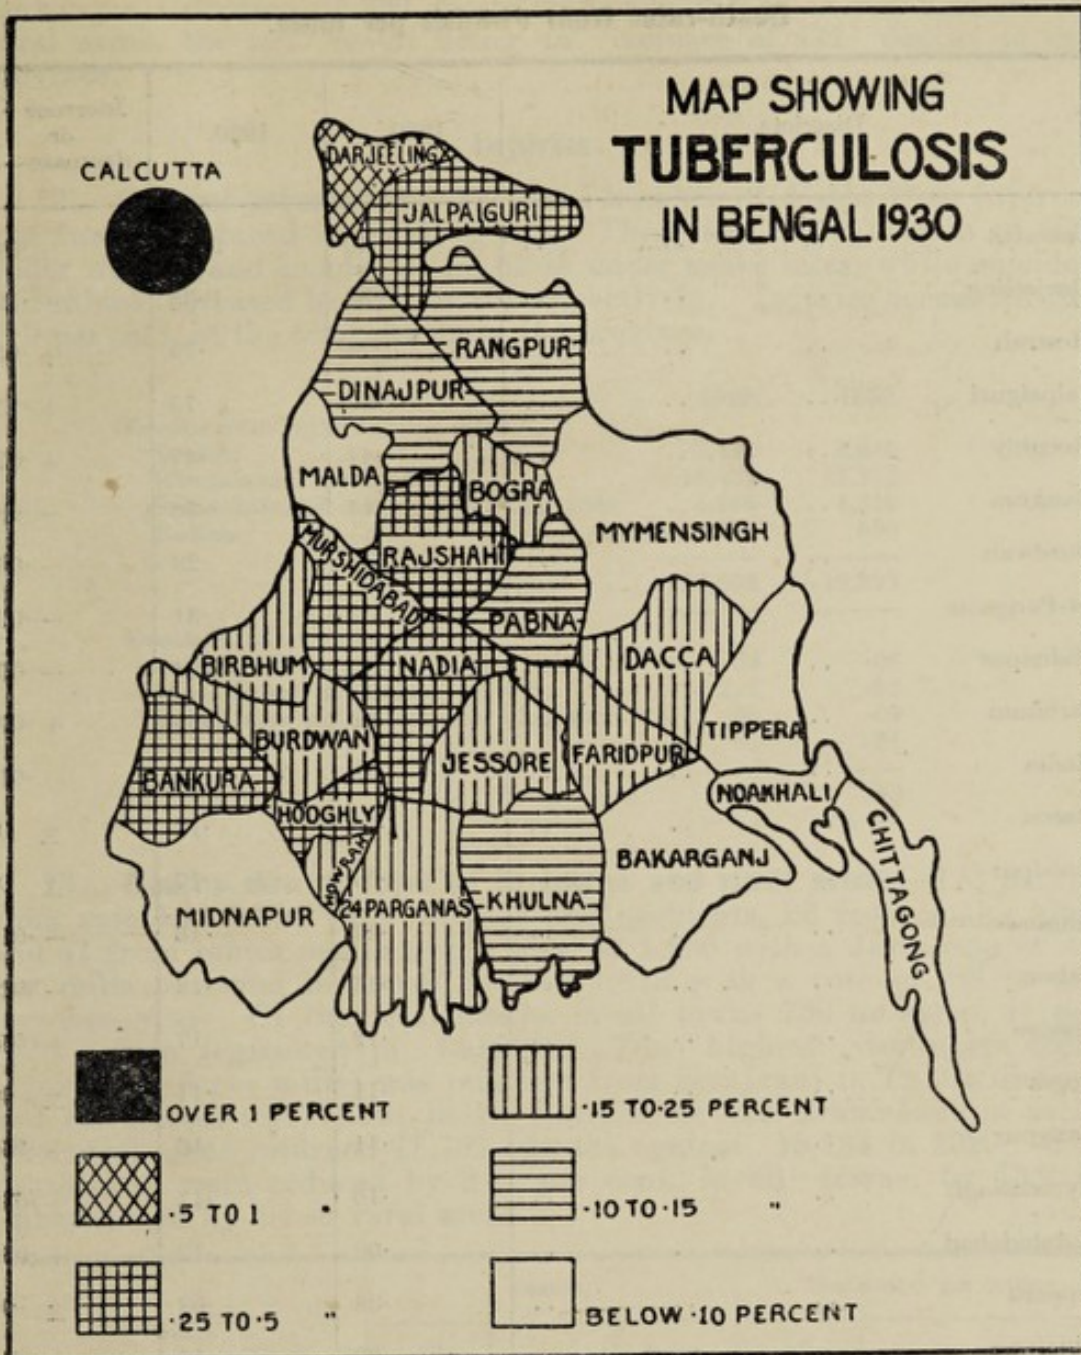 MAP SHOWING
TUBERCULOSIS
IN BENGAL 1930
CALCUTTA
DARJEELING
JALPAIGURI
RANGPUR
DINAJPUR
MALDA
BOGRA
MYMENSINGH
MURSHIDABAD
RAJSHAHI
PABNA
BIRBHUM
NADIA
DACCA
BURDWAN
JESSORE
FARIDPUR
TIPPERA
BANKURA
NOAKHALI
HOOGHLY
HOWRAH
BAKARGANJ
CHITTAGONG
MIDNAPUR
24 PARGANAS
KHULNA
OVER 1 PERCENT
·15 TO ·25 PERCENT
·5 TO 1 "
·10 TO ·15 "
·25 TO ·5 "
BELOW ·10 PERCENT